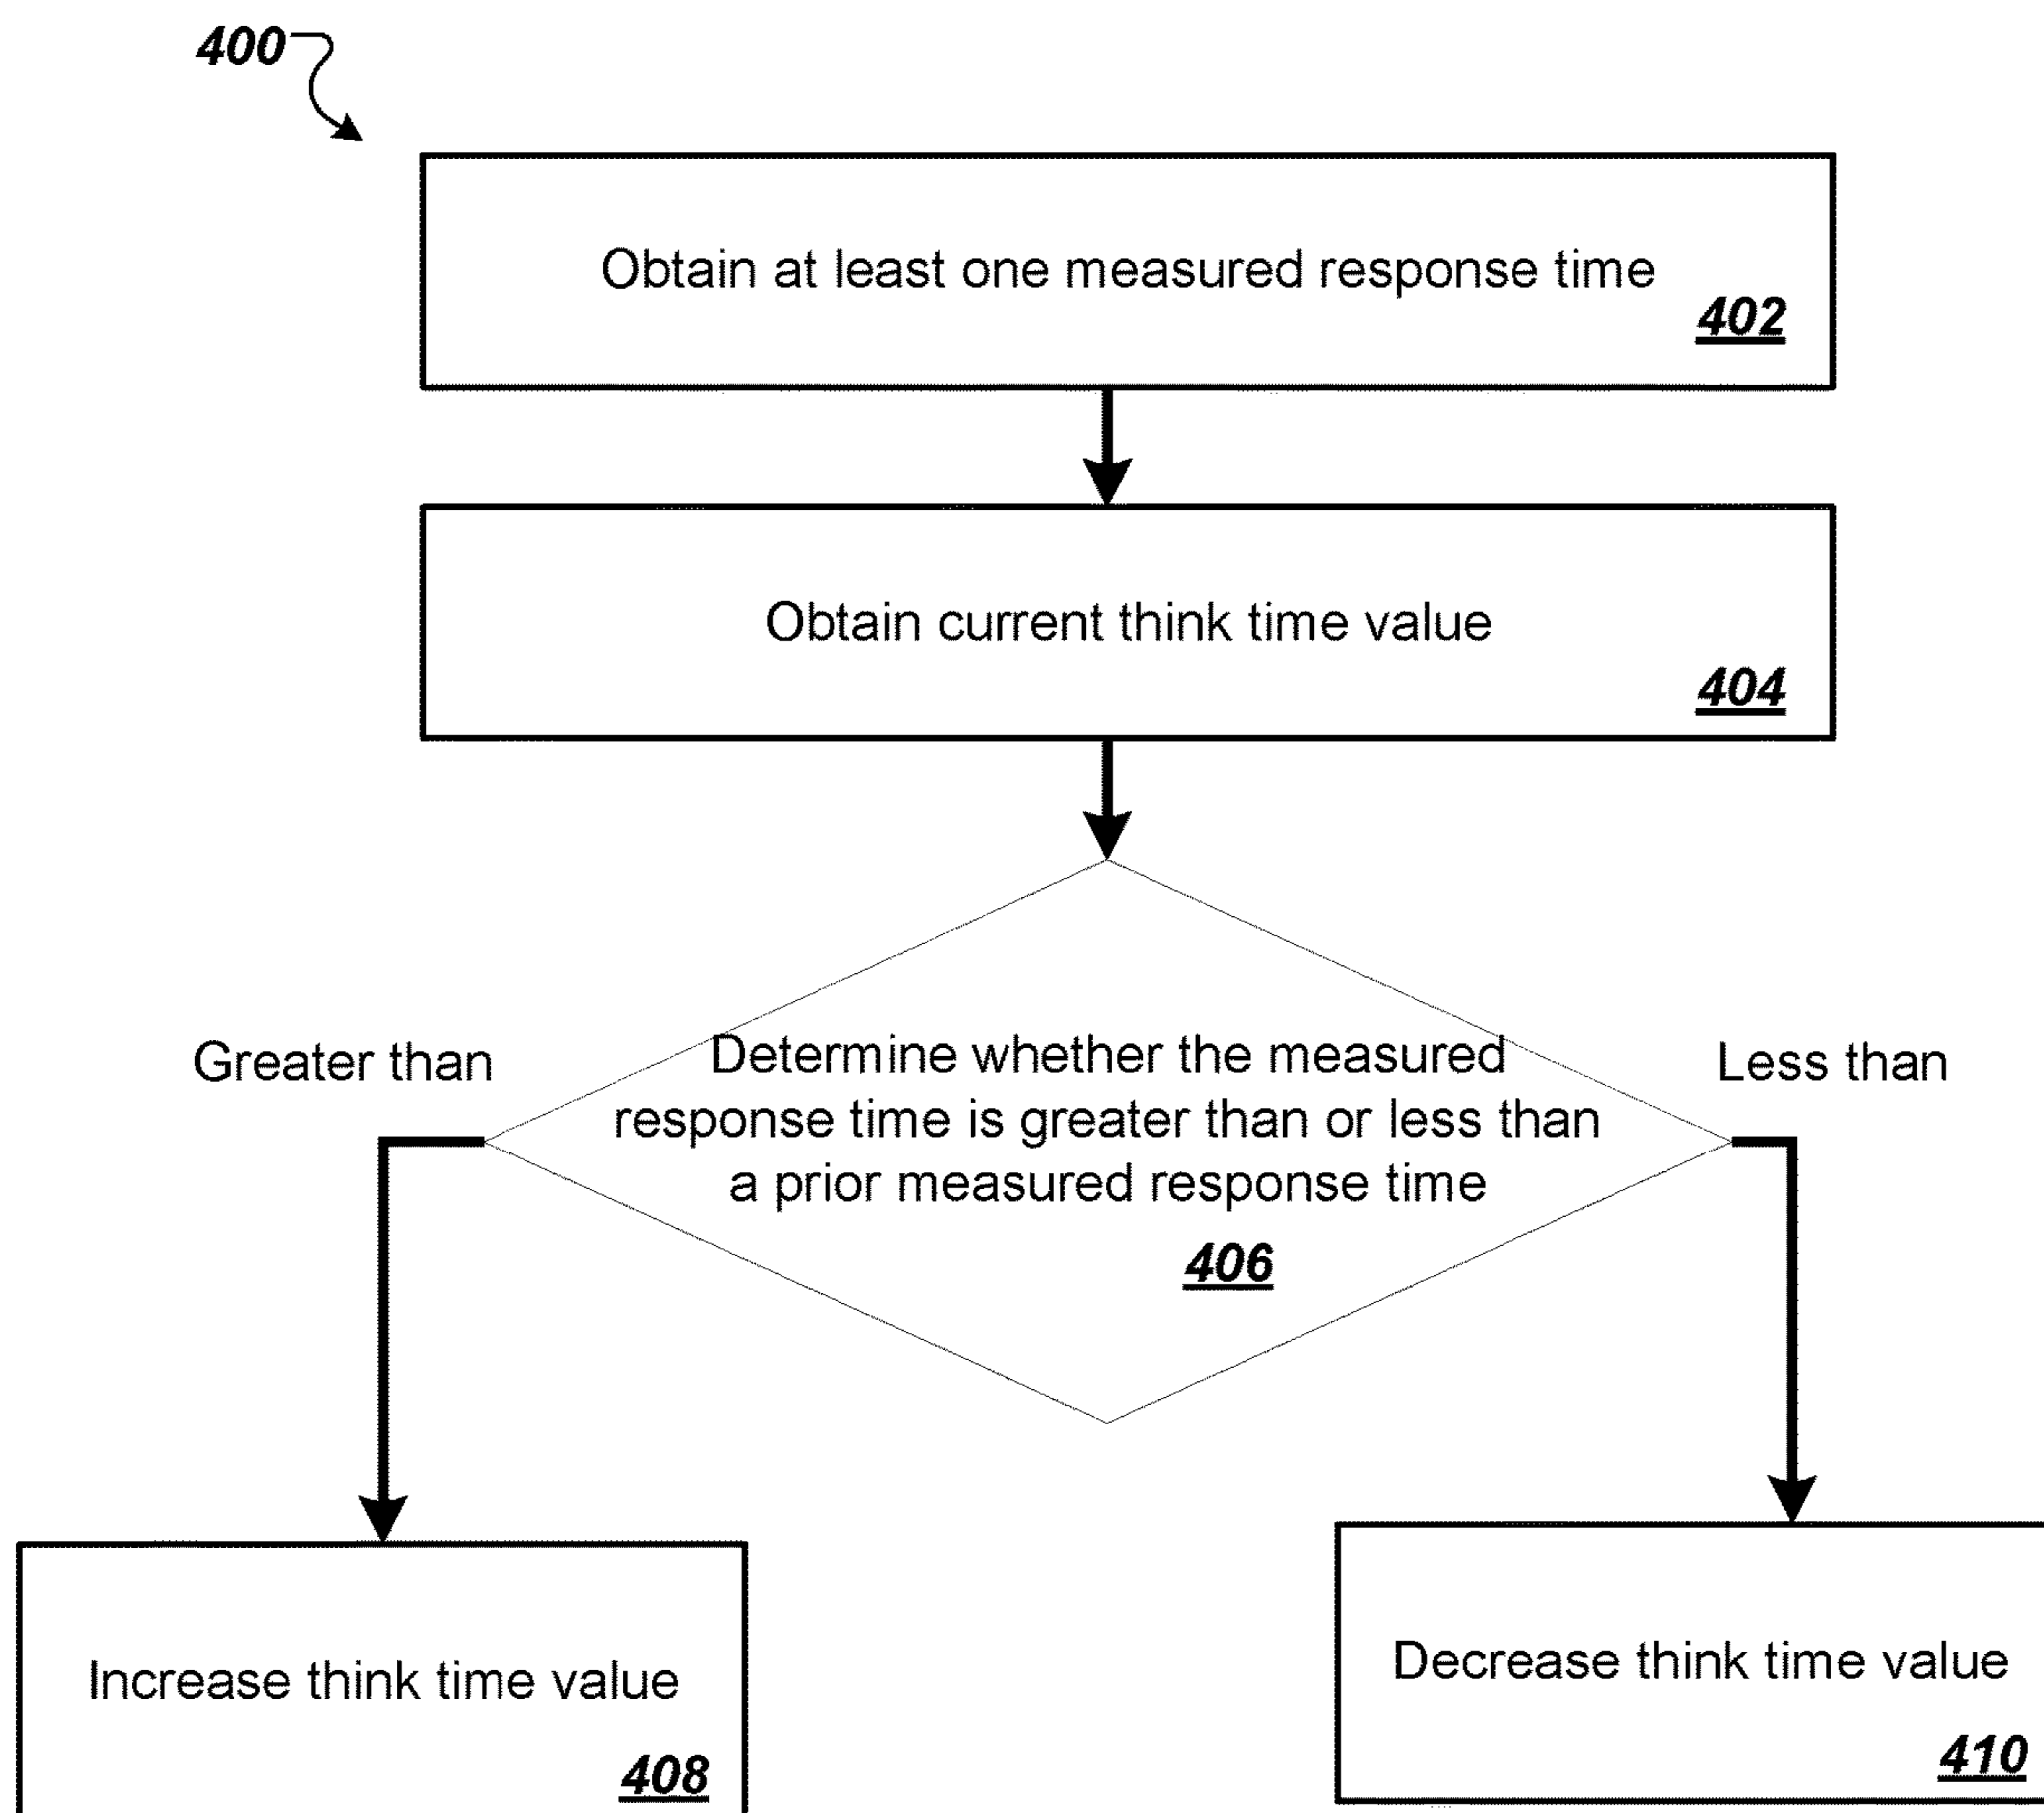 400
Obtain at least one measured response time
402
Obtain current think time value
404
Greater than
Less than
Determine whether the measured
response time is greater than or less than
a prior measured response time
406
Increase think time value
408
Decrease think time value
410